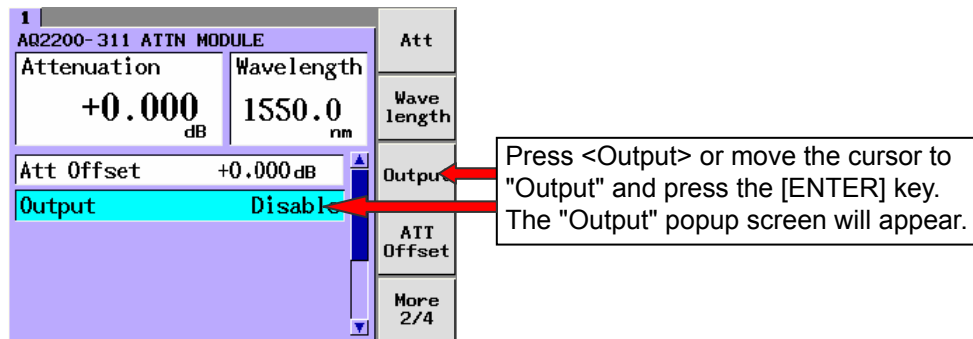 1
AQ2200-311 ATTN MODULE
Attenuation
+0.000
dB
Wavelength
1550.0
nm
Att Offset +0.000 dB
Output Disable
Att
Wave
length
Output
ATT
Offset
More
2/4
Press <Output> or move the cursor to
"Output" and press the [ENTER] key.
The "Output" popup screen will appear.